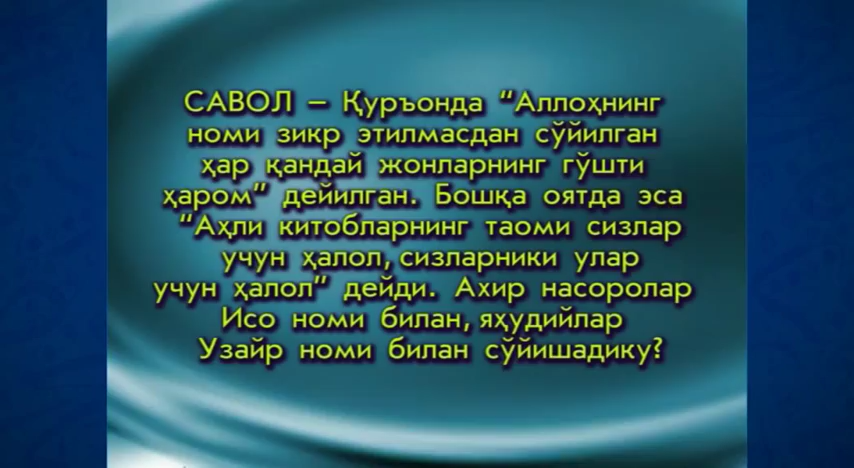 САВОЛ – Қуръонда “Аллоҳнинг
номи зикр этилмасдан сўйилган
ҳар қандай жонларнинг гўшти
ҳаром” дейилган. Бошқа оятда эса
“Аҳли китобларнинг таоми сизлар
учун ҳалол, сизларники улар
учун ҳалол” дейди. Ахир насоролар
Исо номи билан, яҳудийлар
Узайр номи билан сўйишадику?